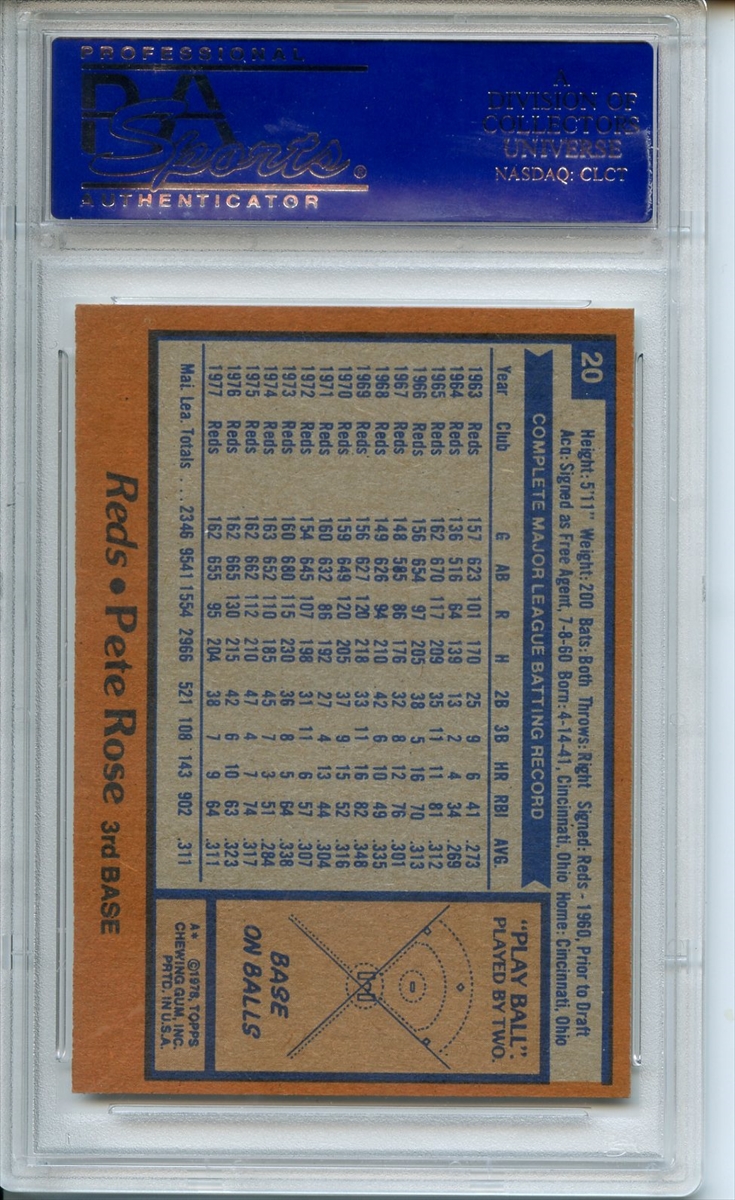 PROFESSIONAL
PSA
Sports®
AUTHENTICATOR
A
DIVISION OF
COLLECTORS
UNIVERSE
NASDAQ: CLCT
20
Height: 5'11" Weight: 200 Bats: Both Throws: Right Signed: Reds - 1960, Prior to Draft
Acq: Signed as Free Agent, 7-8-60 Born: 4-14-41, Cincinnati, Ohio Home: Cincinnati, Ohio
COMPLETE MAJOR LEAGUE BATTING RECORD
Year Club G AB R H 2B 3B HR RBI AVG.
1963 Reds 157 623 101 170 25 9 6 41 .273
1964 Reds 136 516 64 139 13 2 4 34 .269
1965 Reds 162 670 117 209 35 11 11 81 .312
1966 Reds 156 654 97 205 38 5 16 70 .313
1967 Reds 148 585 86 176 32 8 12 76 .301
1968 Reds 149 626 94 210 42 6 10 49 .335
1969 Reds 156 627 120 218 33 11 16 82 .348
1970 Reds 159 649 120 205 37 9 15 52 .316
1971 Reds 160 632 86 192 27 4 13 44 .304
1972 Reds 154 645 107 198 31 11 6 57 .307
1973 Reds 160 680 115 230 36 8 5 64 .338
1974 Reds 163 652 110 185 45 7 3 51 .284
1975 Reds 162 662 112 210 47 4 7 74 .317
1976 Reds 162 665 130 215 42 6 10 63 .323
1977 Reds 162 655 95 204 38 7 9 64 .311
Maj. Lea. Totals . . . 2346 9541 1554 2966 521 108 143 902 .311
"PLAY BALL":
PLAYED BY TWO.
BASE
ON BALLS
A* ©1978, TOPPS
CHEWING GUM, INC.
PRTD. IN U.S.A.
Reds • Pete Rose 3rd BASE